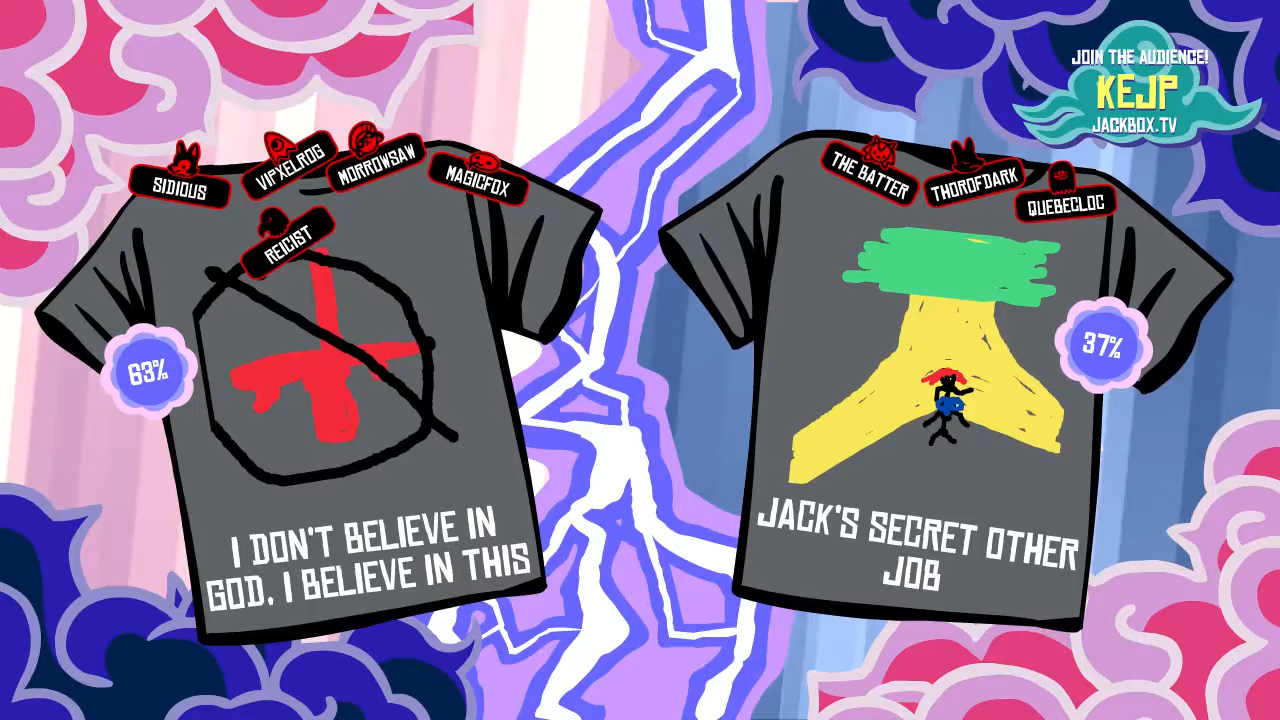 JOIN THE AUDIENCE!
KEJP
JACKBOX.TV
SIDIOUS
VIPXELROG
MORROWSAW
MAGICFOX
REICIST
63%
I DON'T BELIEVE IN
GOD, I BELIEVE IN THIS
THE BATTER
THOROFDARK
QUEBECLOC
37%
JACK'S SECRET OTHER
JOB